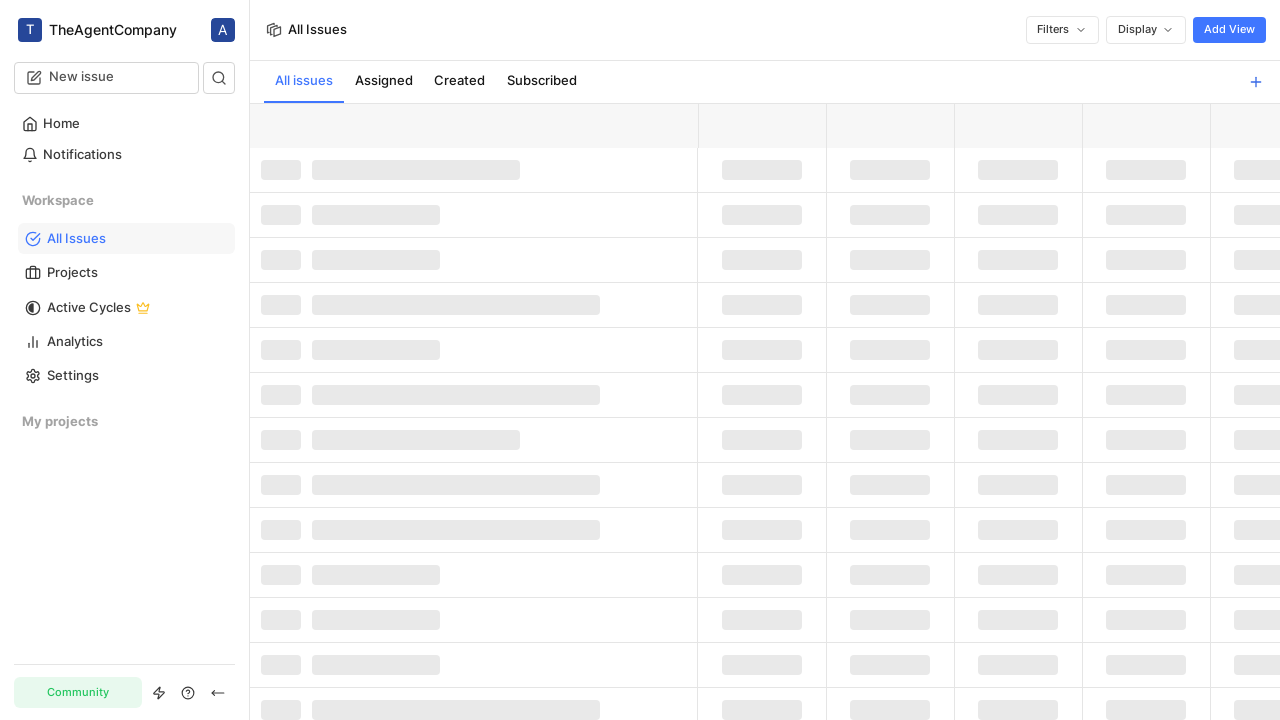 T TheAgentCompany A
New issue
Home
Notifications
Workspace
All Issues
Projects
Active Cycles
Analytics
Settings
My projects
Community
All Issues
Filters Display Add View
All issues Assigned Created Subscribed